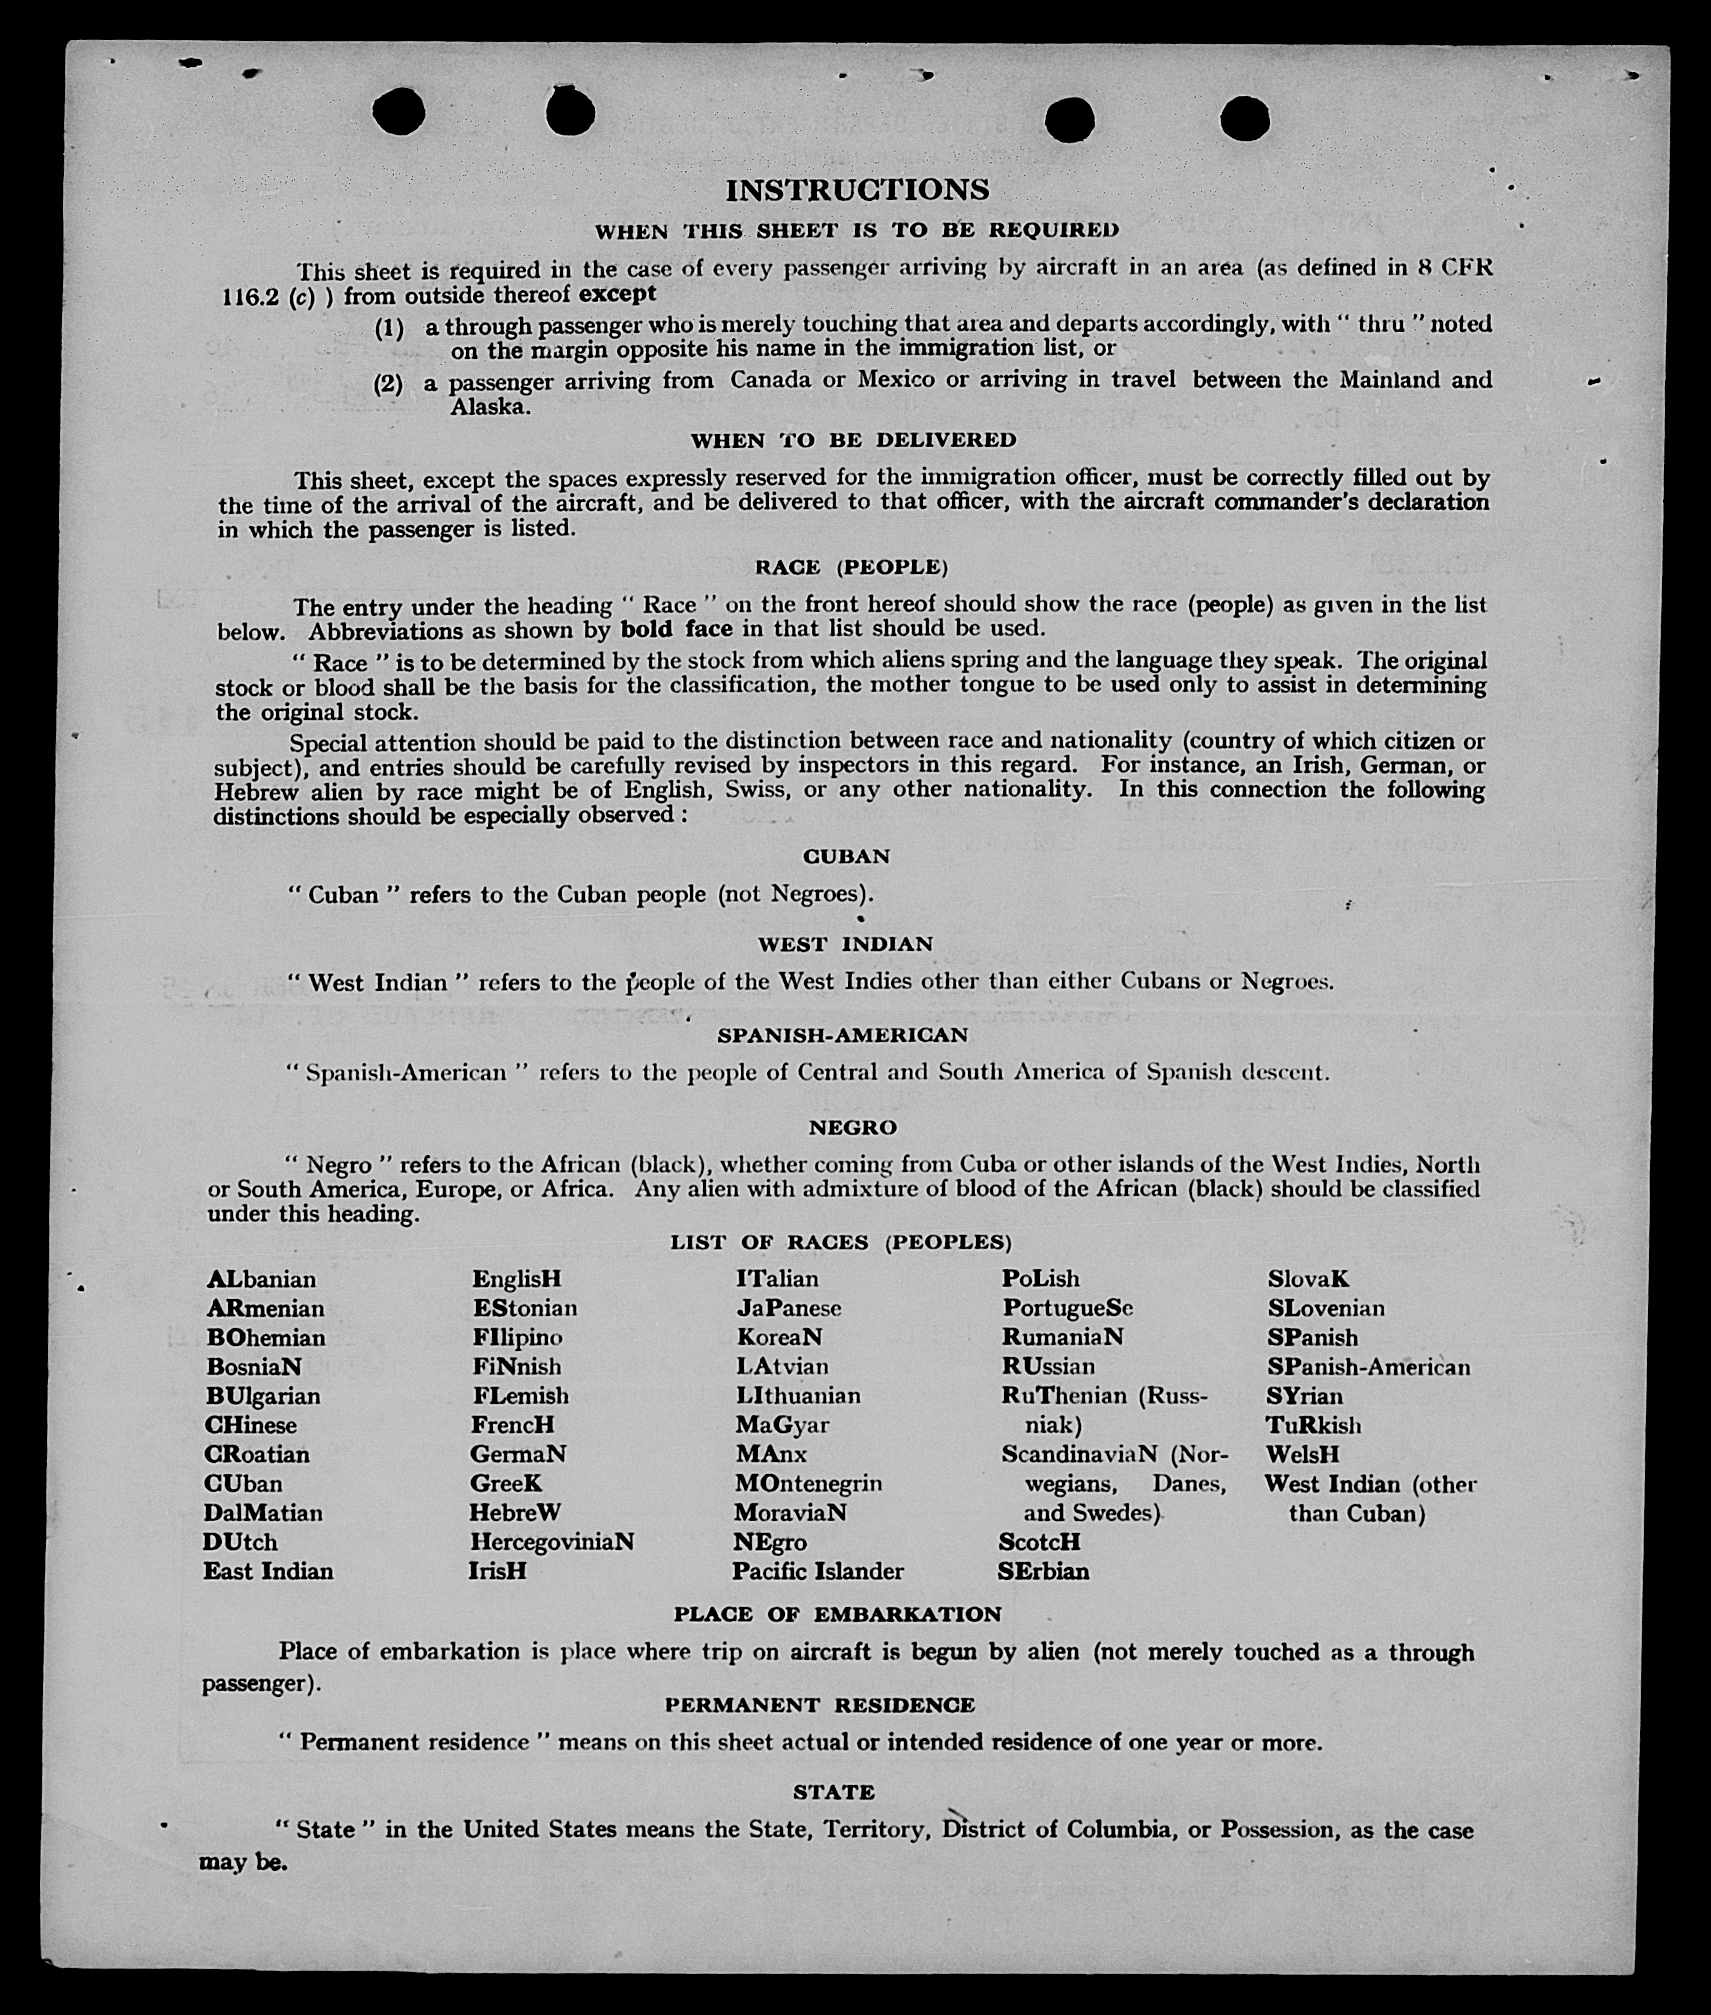 INSTRUCTIONS
WHEN THIS SHEET IS TO BE REQUIRED
This sheet is required in the case of every passenger arriving by aircraft in an area (as defined in 8 CFR
116.2 (c) ) from outside thereof except
(1) a through passenger who is merely touching that area and departs accordingly, with " thru " noted
on the margin opposite his name in the immigration list, or
(2) a passenger arriving from Canada or Mexico or arriving in travel between the Mainland and
Alaska.
WHEN TO BE DELIVERED
This sheet, except the spaces expressly reserved for the immigration officer, must be correctly filled out by
the time of the arrival of the aircraft, and be delivered to that officer, with the aircraft commander's declaration
in which the passenger is listed.
RACE (PEOPLE)
The entry under the heading " Race " on the front hereof should show the race (people) as given in the list
below. Abbreviations as shown by bold face in that list should be used.
" Race " is to be determined by the stock from which aliens spring and the language they speak. The original
stock or blood shall be the basis for the classification, the mother tongue to be used only to assist in determining
the original stock.
Special attention should be paid to the distinction between race and nationality (country of which citizen or
subject), and entries should be carefully revised by inspectors in this regard. For instance, an Irish, German, or
Hebrew alien by race might be of English, Swiss, or any other nationality. In this connection the following
distinctions should be especially observed :
CUBAN
" Cuban " refers to the Cuban people (not Negroes).
WEST INDIAN
" West Indian " refers to the people of the West Indies other than either Cubans or Negroes.
SPANISH-AMERICAN
" Spanish-American " refers to the people of Central and South America of Spanish descent.
NEGRO
" Negro " refers to the African (black), whether coming from Cuba or other islands of the West Indies, North
or South America, Europe, or Africa. Any alien with admixture of blood of the African (black) should be classified
under this heading.
LIST OF RACES (PEOPLES)
ALbanian
ARmenian
BOhemian
BosniaN
BUlgarian
CHinese
CRoatian
CUban
DalMatian
DUtch
East Indian
EnglisH
EStonian
FIlipino
FiNnish
FLemish
FrencH
GermaN
GreeK
HebreW
HercegoviniaN
IrisH
ITalian
JaPanese
KoreaN
LAtvian
LIthuanian
MaGyar
MAnx
MOntenegrin
MoraviaN
NEgro
Pacific Islander
PoLish
PortugueSe
RumaniaN
RUssian
RuThenian (Russ-
niak)
ScandinaviaN (Nor-
wegians, Danes,
and Swedes)
ScotcH
SErbian
SlovaK
SLovenian
SPanish
SPanish-American
SYrian
TuRkish
WelsH
West Indian (other
than Cuban)
PLACE OF EMBARKATION
Place of embarkation is place where trip on aircraft is begun by alien (not merely touched as a through
passenger).
PERMANENT RESIDENCE
" Permanent residence " means on this sheet actual or intended residence of one year or more.
STATE
" State " in the United States means the State, Territory, District of Columbia, or Possession, as the case
may be.